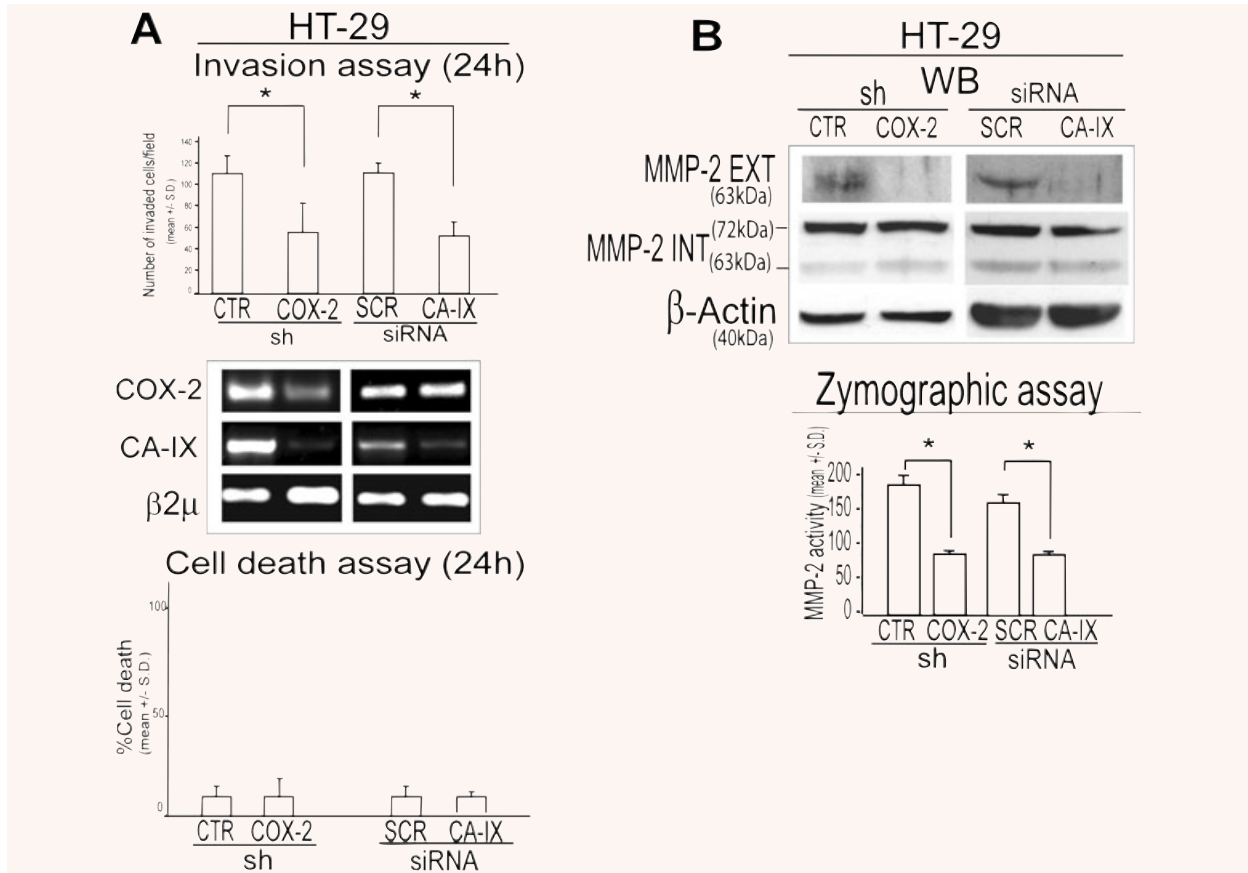 A
HT-29
Invasion assay (24h)
*
*
Number of invaded cells/field
(mean +/- S.D.)
140
120
100
80
60
40
20
0
CTR COX-2 SCR CA-IX
sh siRNA
COX-2
CA-IX
β2μ
Cell death assay (24h)
%Cell death
(mean +/- S.D.)
100
50
0
CTR COX-2 SCR CA-IX
sh siRNA
B
HT-29
WB
sh siRNA
CTR COX-2 SCR CA-IX
MMP-2 EXT
(63kDa)
MMP-2 INT
(72kDa)
(63kDa)
β-Actin
(40kDa)
Zymographic assay
*
*
MMP-2 activity (mean +/- S.D.)
200
150
100
50
0
CTR COX-2 SCR CA-IX
sh siRNA